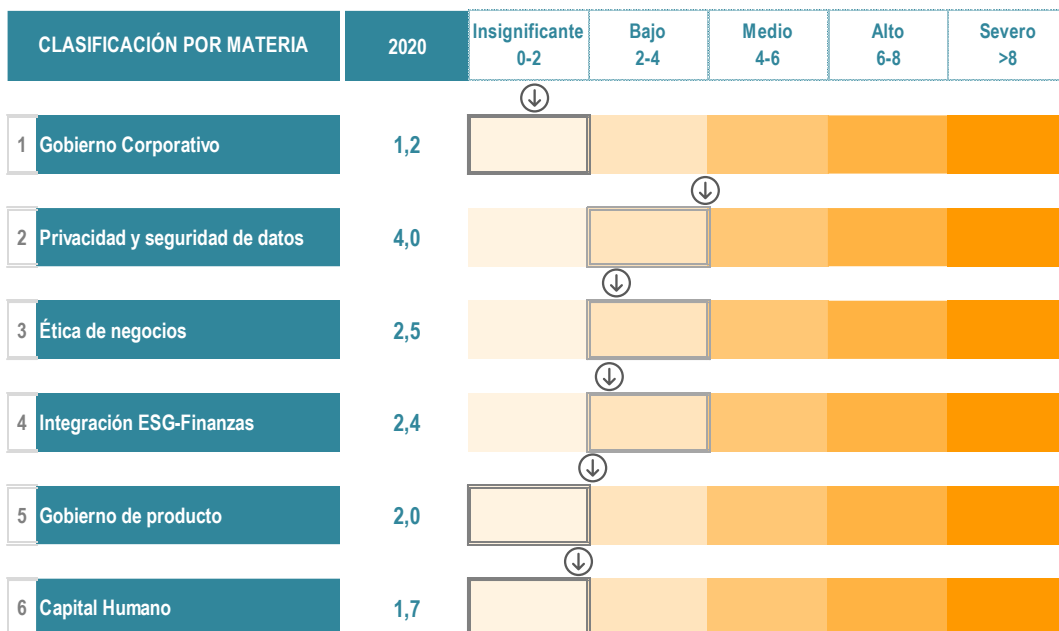 CLASIFICACIÓN POR MATERIA 2020 Insignificante Bajo Medio Alto Severo
0-2 2-4 4-6 6-8 >8
1 Gobierno Corporativo 1,2
2 Privacidad y seguridad de datos 4,0
3 Ética de negocios 2,5
4 Integración ESG-Finanzas 2,4
5 Gobierno de producto 2,0
6 Capital Humano 1,7